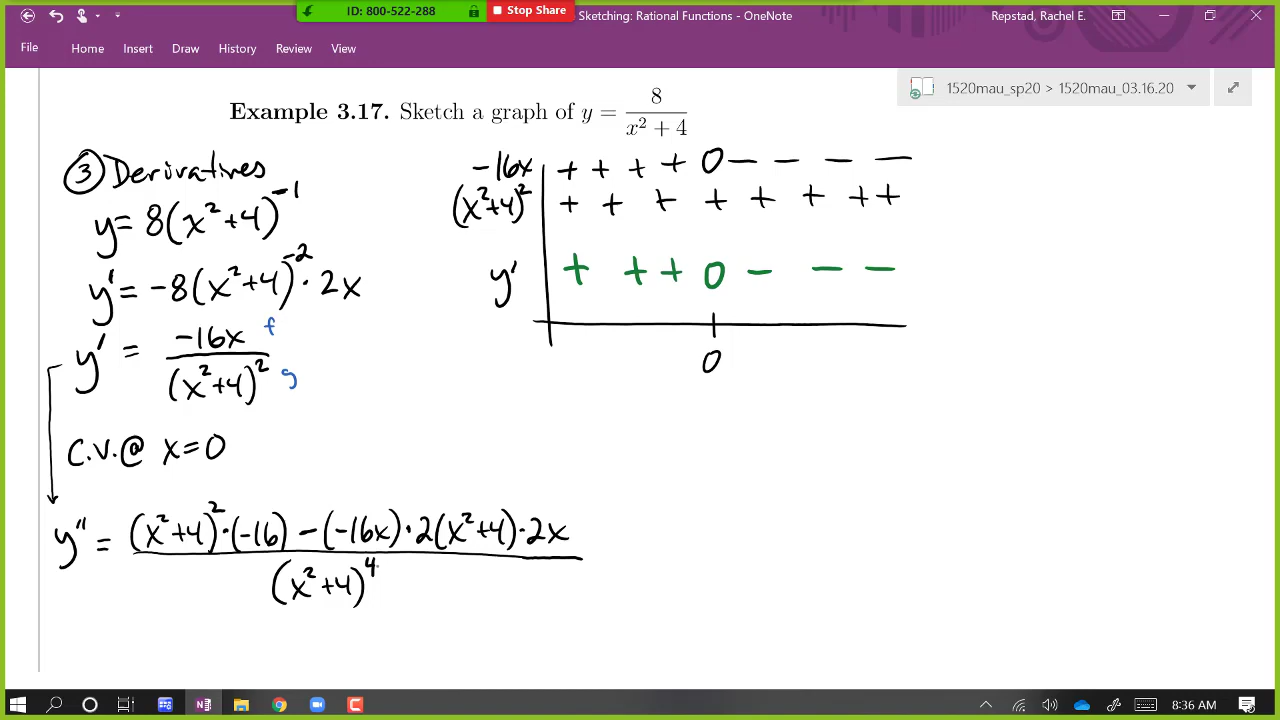 ID: 800-522-288 Stop Share Sketching: Rational Functions - OneNote Repstad, Rachel E.
File Home Insert Draw History Review View
1520mau_sp20 > 1520mau_03.16.20
Example 3.17. Sketch a graph of y = 8/(x² + 4)
③ Derivatives
y = 8(x²+4)⁻¹
y' = -8(x²+4)⁻² · 2x
y' = -16x / (x²+4)² f g
C.V. @ x=0
y'' = ((x²+4)² · (-16) - (-16x) · 2(x²+4) · 2x) / (x²+4)⁴
-16x + + + + 0 - - - -
(x²+4)² + + + + + + + +
y' + + + 0 - - -
0
8:36 AM